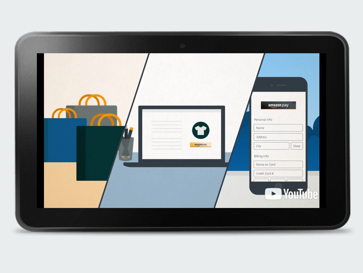 amazon pay
Personal Info
Name
Address
City
State
Billing Info
Name on Card
Credit Card #
YouTube